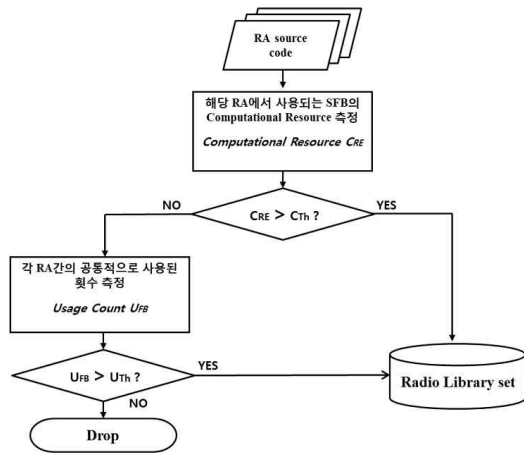 RA source
code
해당 RA에서 사용되는 SFB의
Computational Resource 측정
Computational Resource CRE
NO
CRE > CTh ?
YES
각 RA간의 공통적으로 사용된
횟수 측정
Usage Count UFB
UFB > UTh ?
YES
NO
Radio Library set
Drop